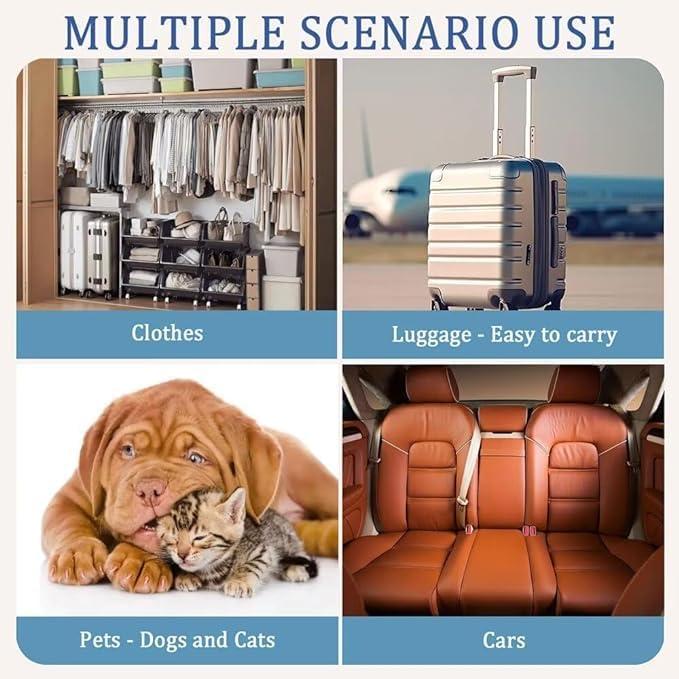 MULTIPLE SCENARIO USE
Clothes
Luggage - Easy to carry
Pets - Dogs and Cats
Cars